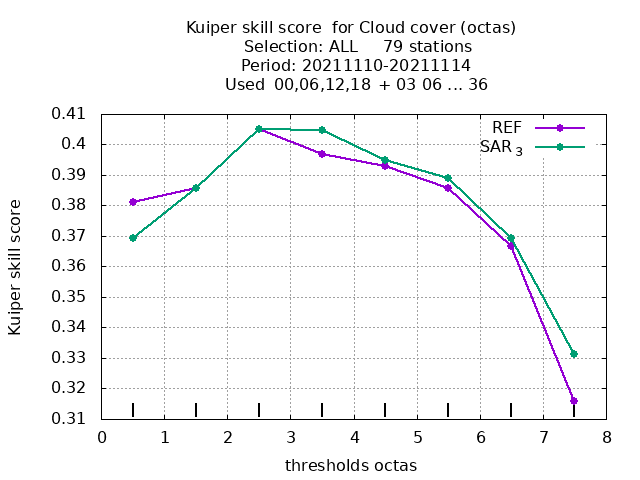 Kuiper skill score  for Cloud cover (octas)
Selection: ALL     79 stations
Period: 20211110-20211114
Used  00,06,12,18  + 03 06 ... 36
REF
SAR 3
0.41
0.4
0.39
0.38
0.37
0.36
0.35
0.34
0.33
0.32
0.31
Kuiper skill score
0 1 2 3 4 5 6 7 8
thresholds octas